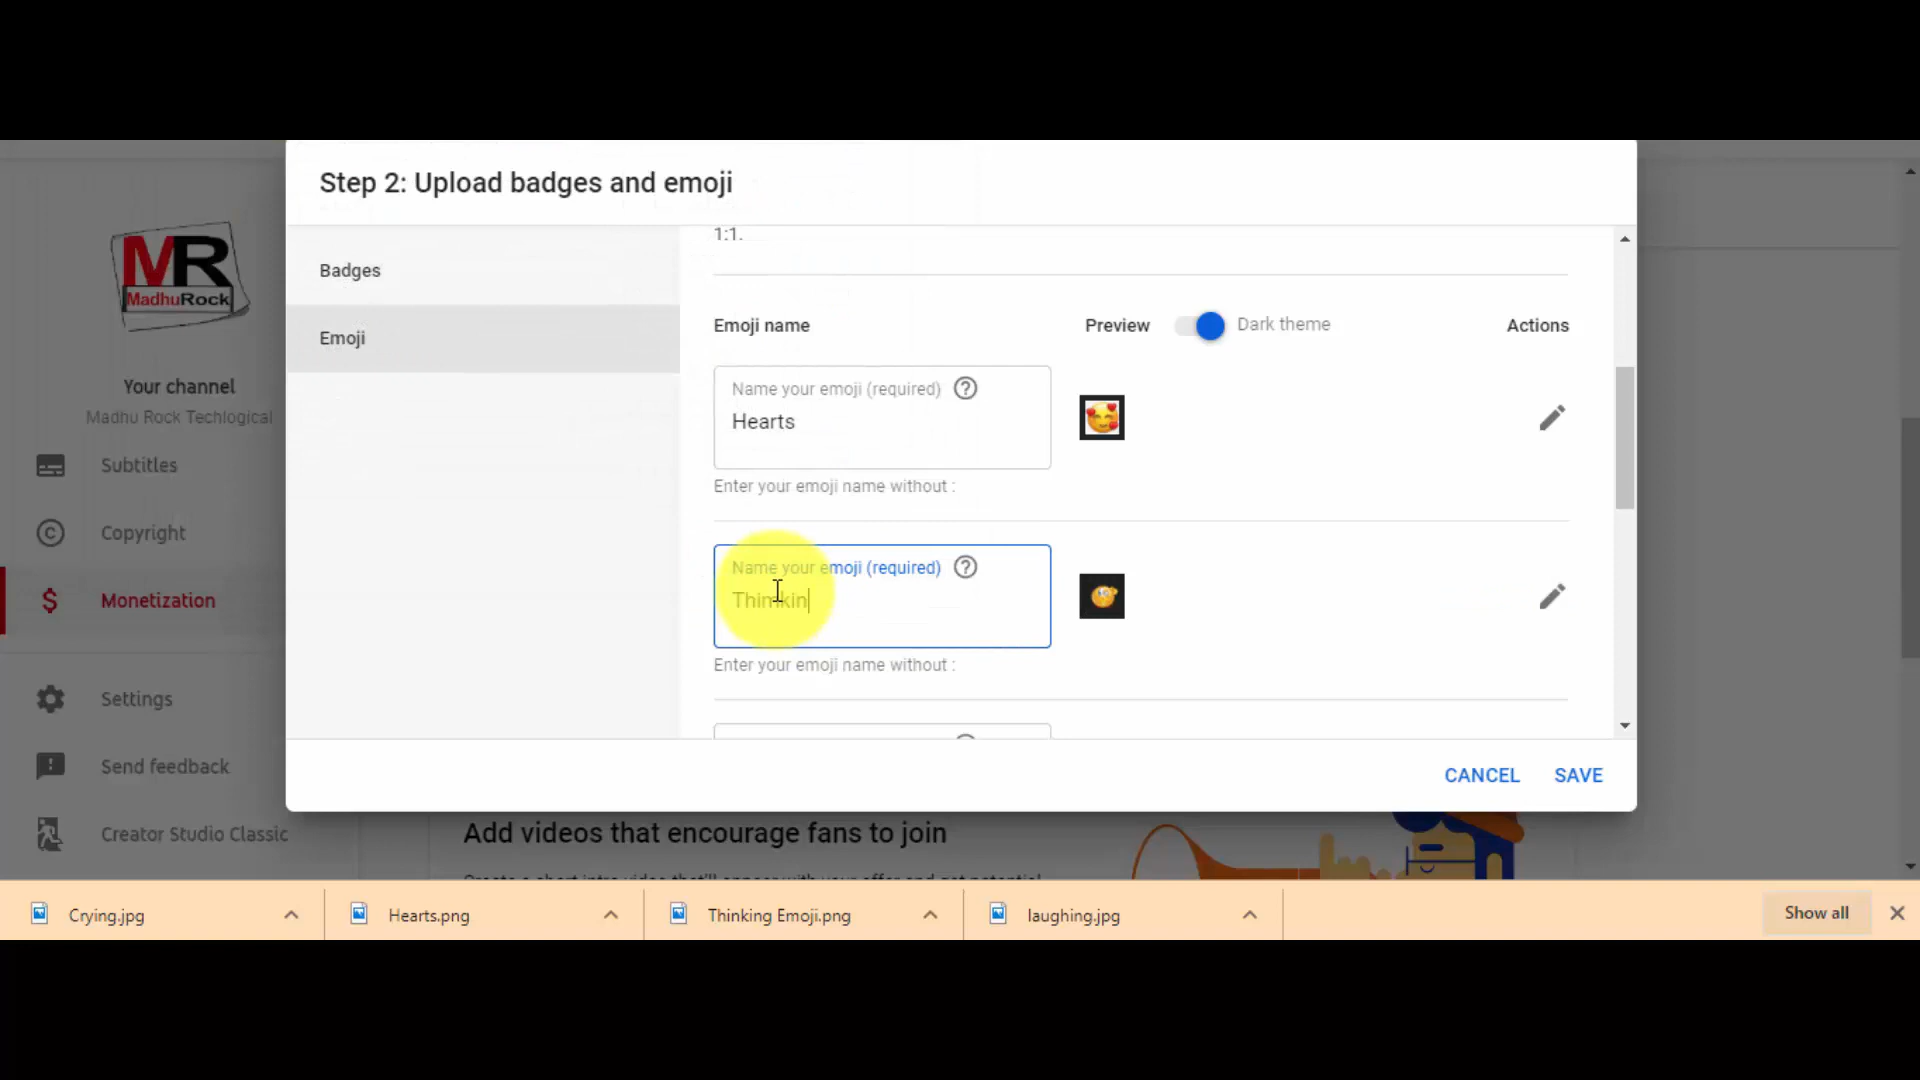 Step 2: Upload badges and emoji
1:1.
Badges
Emoji
Emoji name
Preview
Dark theme
Actions
Name your emoji (required)
Hearts
Enter your emoji name without :
Name your emoji (required)
Thimkin
Enter your emoji name without :
CANCEL
SAVE
MR
MadhuRock
Your channel
Madhu Rock Techlogical
Subtitles
Copyright
Monetization
Settings
Send feedback
Creator Studio Classic
Add videos that encourage fans to join
Crying.jpg
Hearts.png
Thinking Emoji.png
laughing.jpg
Show all